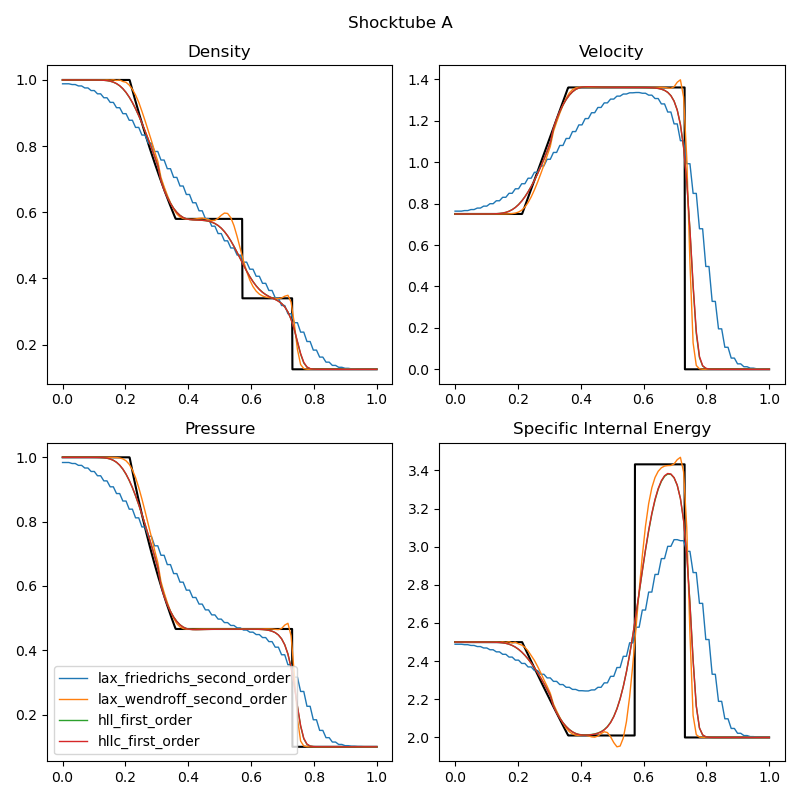 Shocktube A
Density
1.0
0.8
0.6
0.4
0.2
0.0 0.2 0.4 0.6 0.8 1.0
Velocity
1.4
1.2
1.0
0.8
0.6
0.4
0.2
0.0
0.0 0.2 0.4 0.6 0.8 1.0
Pressure
1.0
0.8
0.6
0.4
0.2
lax_friedrichs_second_order
lax_wendroff_second_order
hll_first_order
hllc_first_order
0.0 0.2 0.4 0.6 0.8 1.0
Specific Internal Energy
3.4
3.2
3.0
2.8
2.6
2.4
2.2
2.0
0.0 0.2 0.4 0.6 0.8 1.0